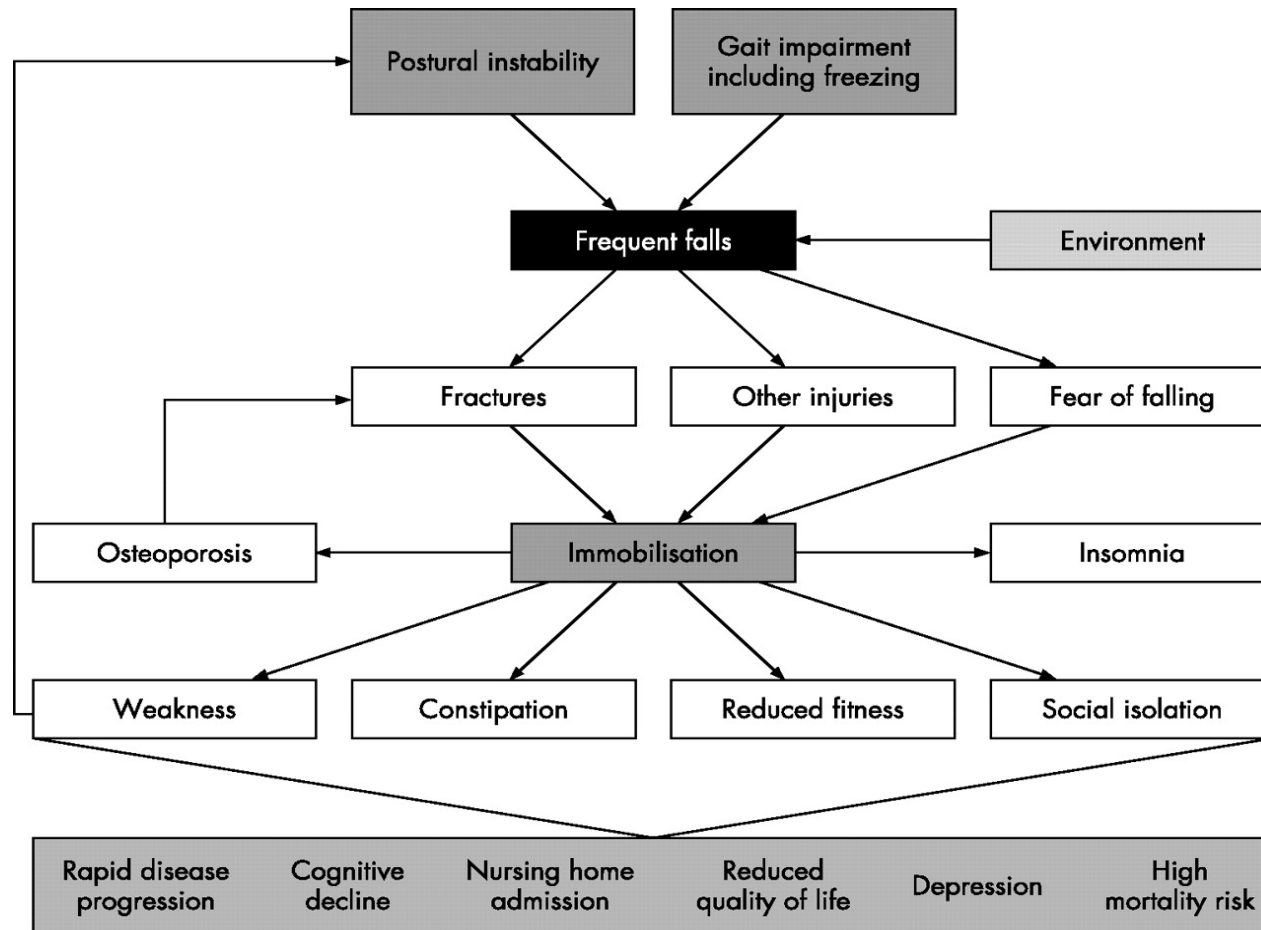 Postural instability
Gait impairment
including freezing
Frequent falls
Environment
Fractures
Other injuries
Fear of falling
Osteoporosis
Immobilisation
Insomnia
Weakness
Constipation
Reduced fitness
Social isolation
Rapid disease
progression
Cognitive
decline
Nursing home
admission
Reduced
quality of life
Depression
High
mortality risk